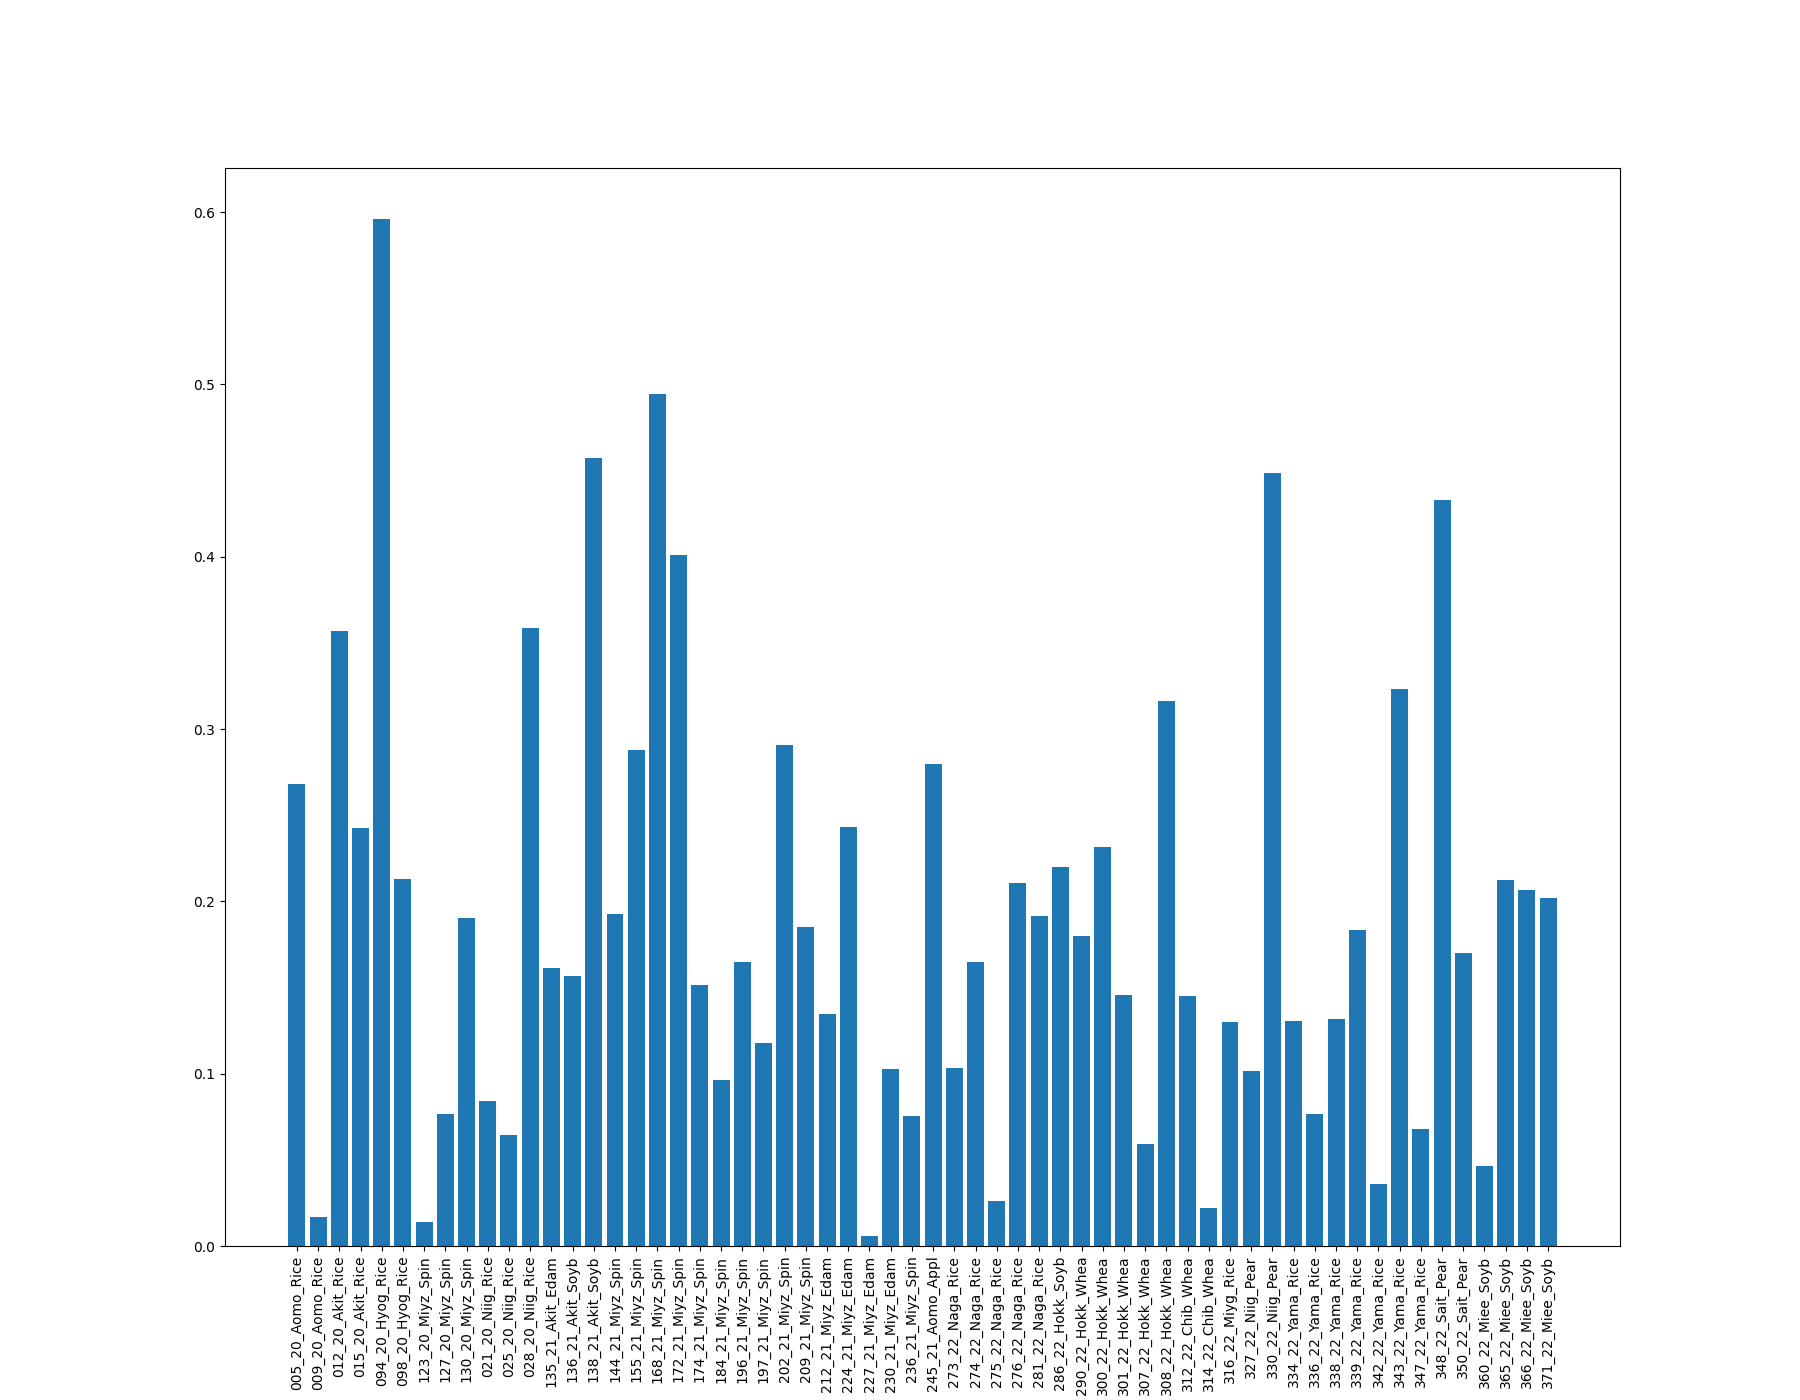 0.6
0.5
0.4
0.3
0.2
0.1
0.0
005_20_Aomo_Rice
009_20_Aomo_Rice
012_20_Akit_Rice
015_20_Akit_Rice
094_20_Hyog_Rice
098_20_Hyog_Rice
123_20_Miyz_Spin
127_20_Miyz_Spin
130_20_Miyz_Spin
021_20_Niig_Rice
025_20_Niig_Rice
028_20_Niig_Rice
135_21_Akit_Edam
136_21_Akit_Soyb
138_21_Akit_Soyb
144_21_Miyz_Spin
155_21_Miyz_Spin
168_21_Miyz_Spin
172_21_Miyz_Spin
174_21_Miyz_Spin
184_21_Miyz_Spin
196_21_Miyz_Spin
197_21_Miyz_Spin
202_21_Miyz_Spin
209_21_Miyz_Spin
212_21_Miyz_Edam
224_21_Miyz_Edam
227_21_Miyz_Edam
230_21_Miyz_Edam
236_21_Miyz_Spin
245_21_Aomo_Appl
273_22_Naga_Rice
274_22_Naga_Rice
275_22_Naga_Rice
276_22_Naga_Rice
281_22_Naga_Rice
286_22_Hokk_Soyb
290_22_Hokk_Whea
300_22_Hokk_Whea
301_22_Hokk_Whea
307_22_Hokk_Whea
308_22_Hokk_Whea
312_22_Chib_Whea
314_22_Chib_Whea
316_22_Miyg_Rice
327_22_Niig_Pear
330_22_Niig_Pear
334_22_Yama_Rice
336_22_Yama_Rice
338_22_Yama_Rice
339_22_Yama_Rice
342_22_Yama_Rice
343_22_Yama_Rice
347_22_Yama_Rice
348_22_Sait_Pear
350_22_Sait_Pear
360_22_Miee_Soyb
365_22_Miee_Soyb
366_22_Miee_Soyb
371_22_Miee_Soyb